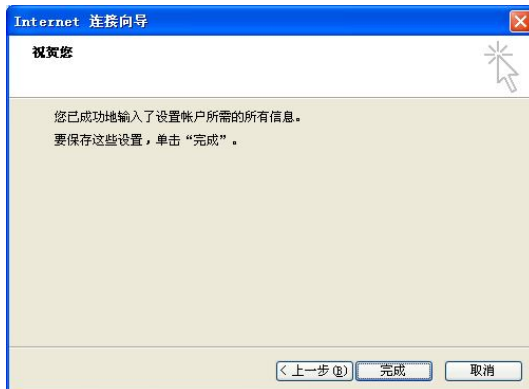 Internet 连接向导
祝贺您
您已成功地输入了设置帐户所需的所有信息。
要保存这些设置，单击“完成”。
< 上一步(B)
完成
取消